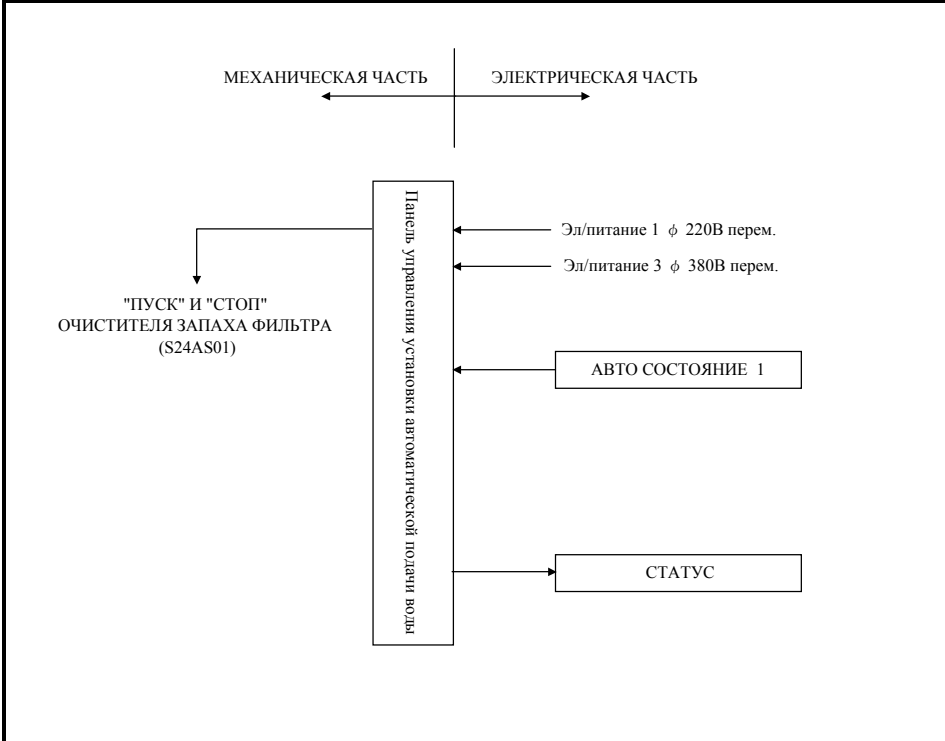 МЕХАНИЧЕСКАЯ ЧАСТЬ
ЭЛЕКТРИЧЕСКАЯ ЧАСТЬ
Панель управления установки автоматической подачи воды
Эл/питание 1 ϕ 220В перем.
Эл/питание 3 ϕ 380В перем.
"ПУСК" И "СТОП"
ОЧИСТИТЕЛЯ ЗАПАХА ФИЛЬТРА
(S24AS01)
АВТО СОСТОЯНИЕ 1
СТАТУС